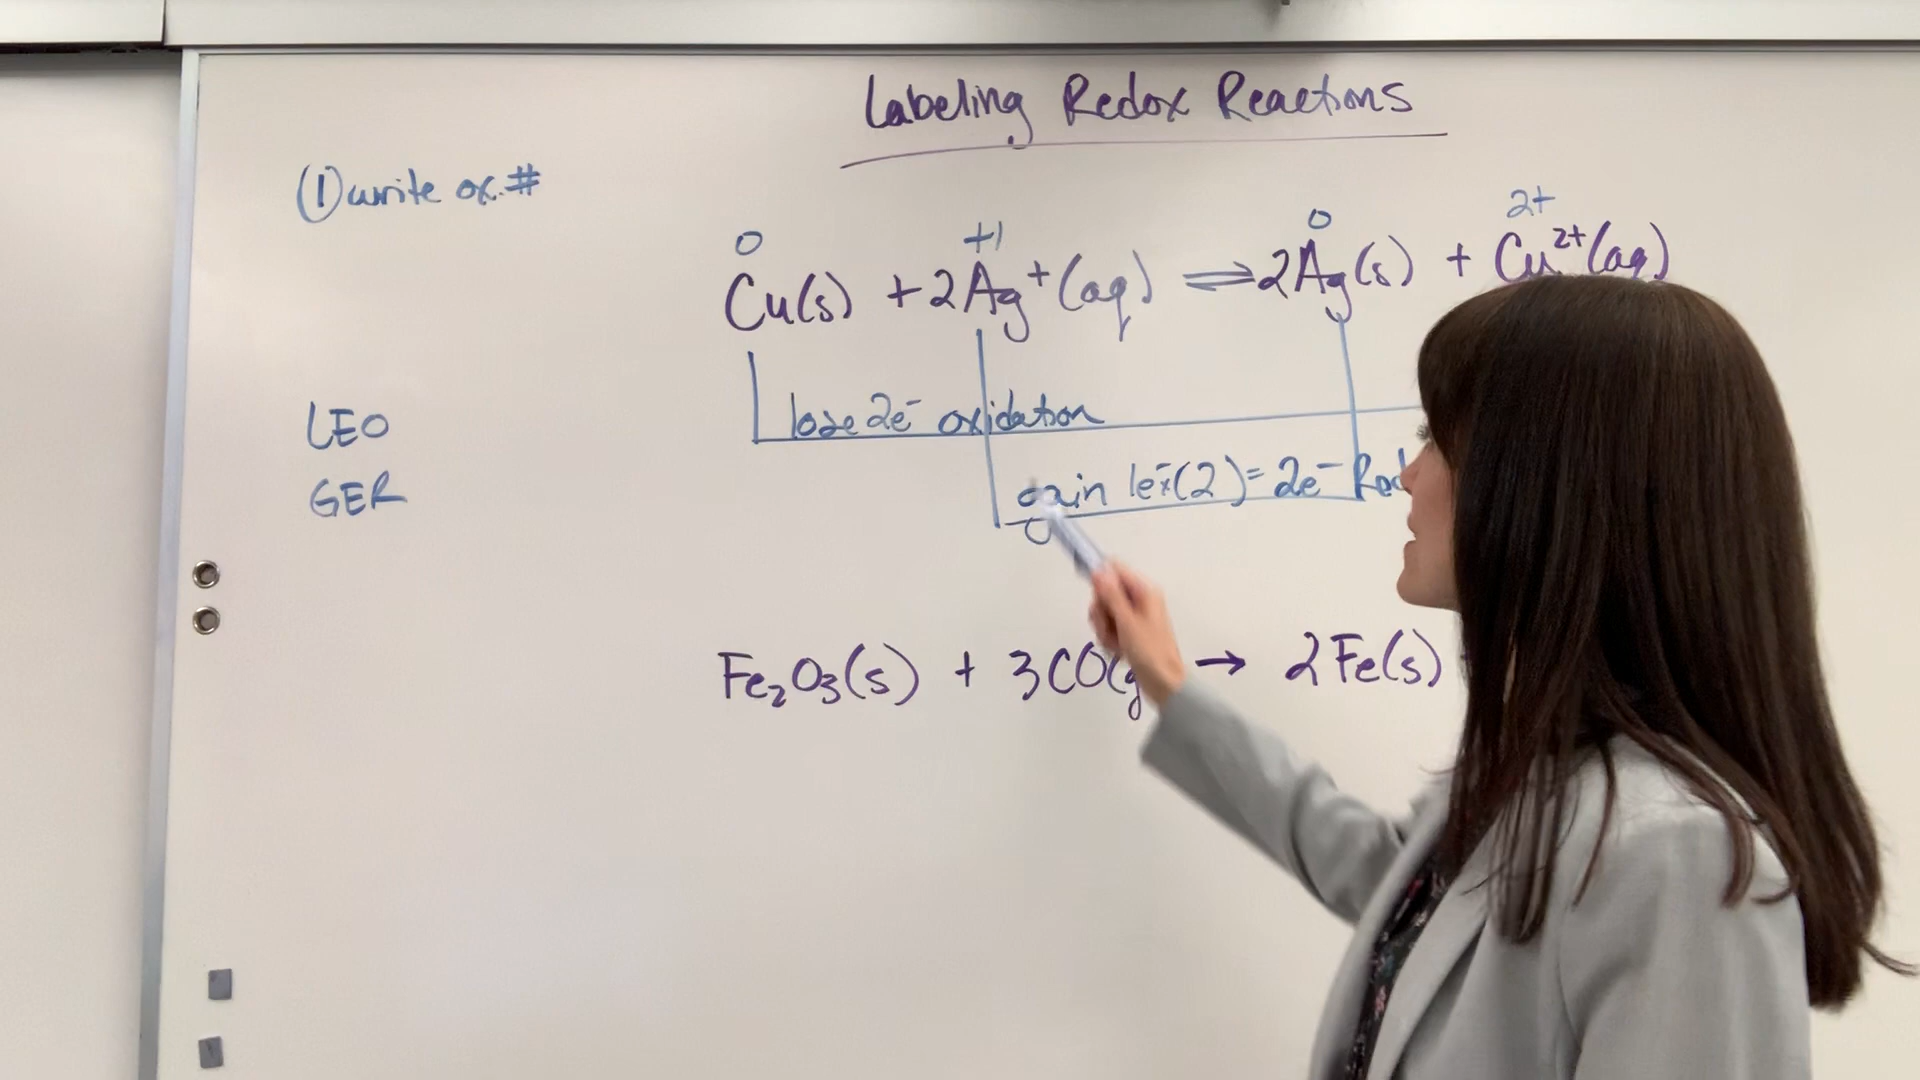 Labeling Redox Reactions
① write ox.#
0 +1 0 2+
Cu(s) + 2Ag⁺(aq) ⇌ 2Ag(s) + Cu²⁺(aq)
LEO
lose 2e⁻ oxidation
GER
gain 1e⁻x(2) = 2e⁻ Red
Fe₂O₃(s) + 3CO(g → 2Fe(s)